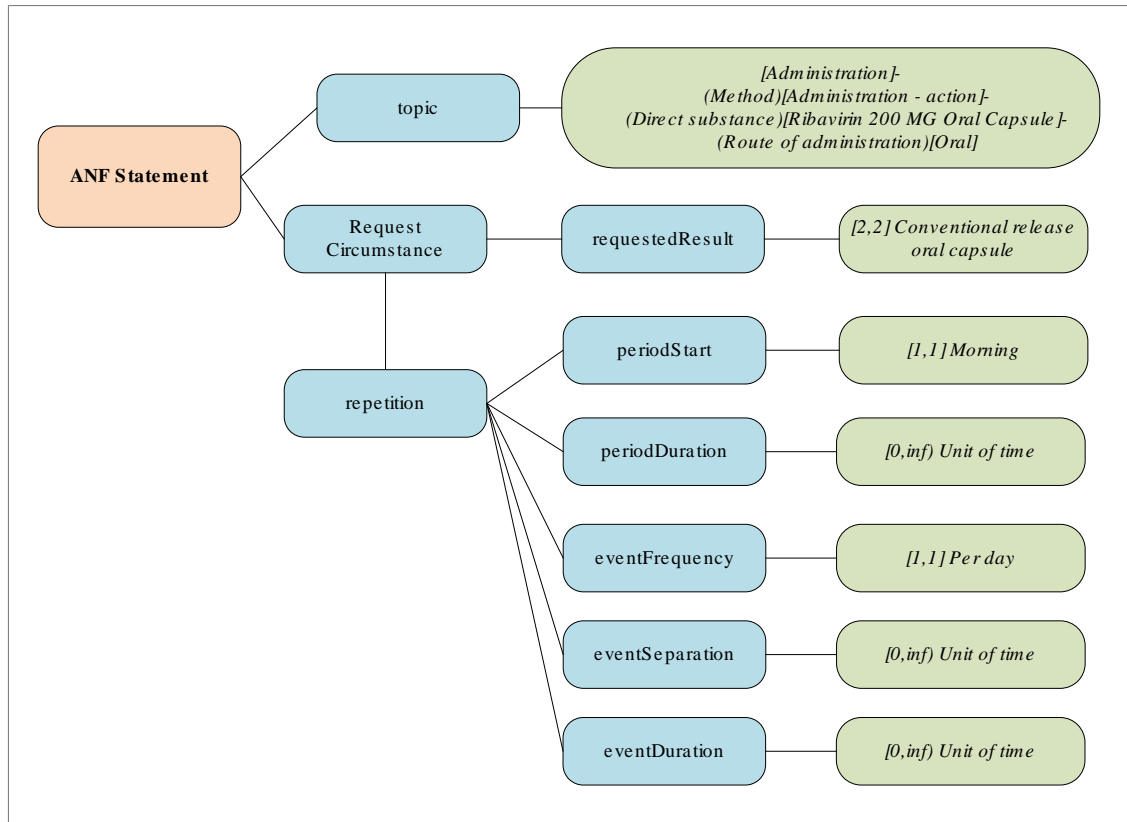 ANF Statement
topic
[Administration]-
(Method)[Administration - action]-
(Direct substance)[Ribavirin 200 MG Oral Capsule]-
(Route of administration)[Oral]
Request
Circumstance
requestedResult
[2,2] Conventional release
oral capsule
repetition
periodStart
[1,1] Morning
periodDuration
[0,inf) Unit of time
eventFrequency
[1,1] Per day
eventSeparation
[0,inf) Unit of time
eventDuration
[0,inf) Unit of time